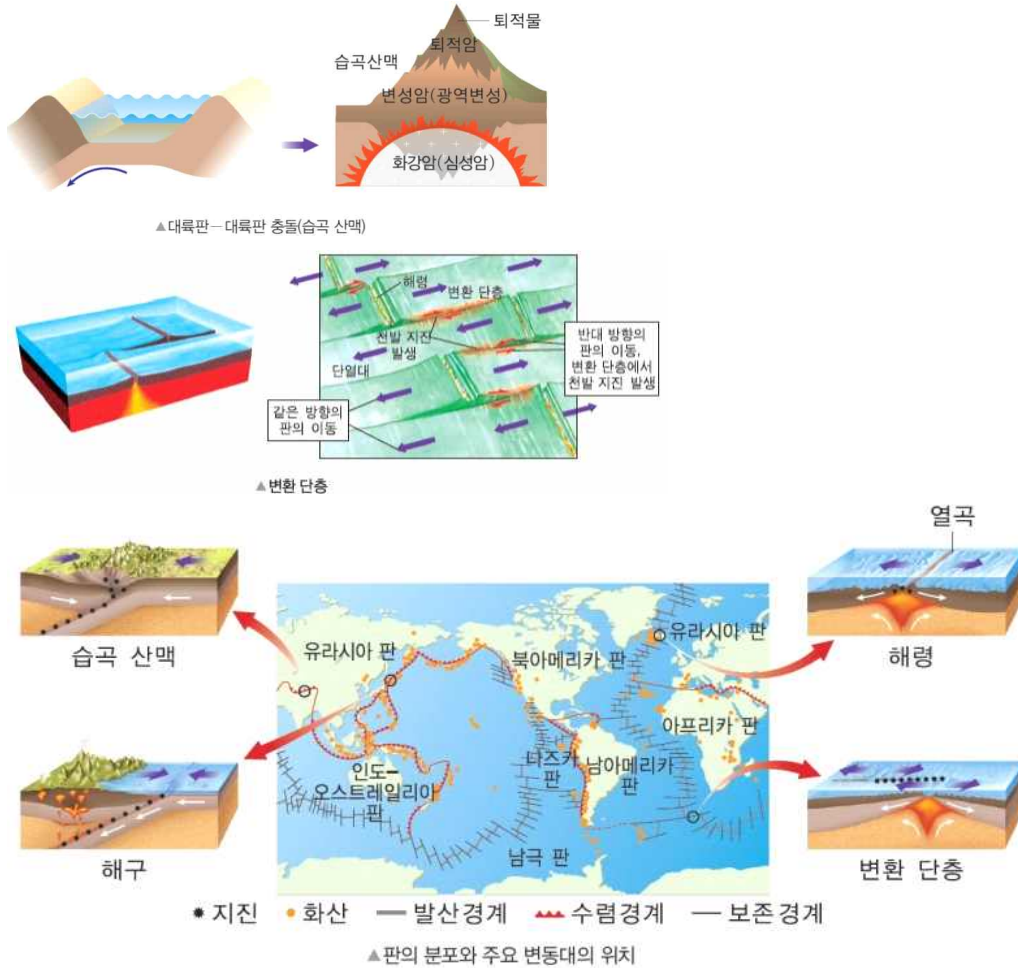 퇴적물
퇴적암
습곡산맥
변성암(광역변성)
화강암(심성암)
▲대륙판－대륙판 충돌(습곡 산맥)
해령
변환 단층
천발 지진
발생
단열대
반대 방향의
판의 이동,
변환 단층에서
천발 지진 발생
같은 방향의
판의 이동
▲변환 단층
열곡
습곡 산맥
유라시아 판
북아메리카 판
유라시아 판
해령
아프리카 판
나즈카
판
남아메리카
판
인도–
오스트레일리아
판
해구
남극 판
변환 단층
지진
화산
발산경계
수렴경계
보존경계
▲판의 분포와 주요 변동대의 위치